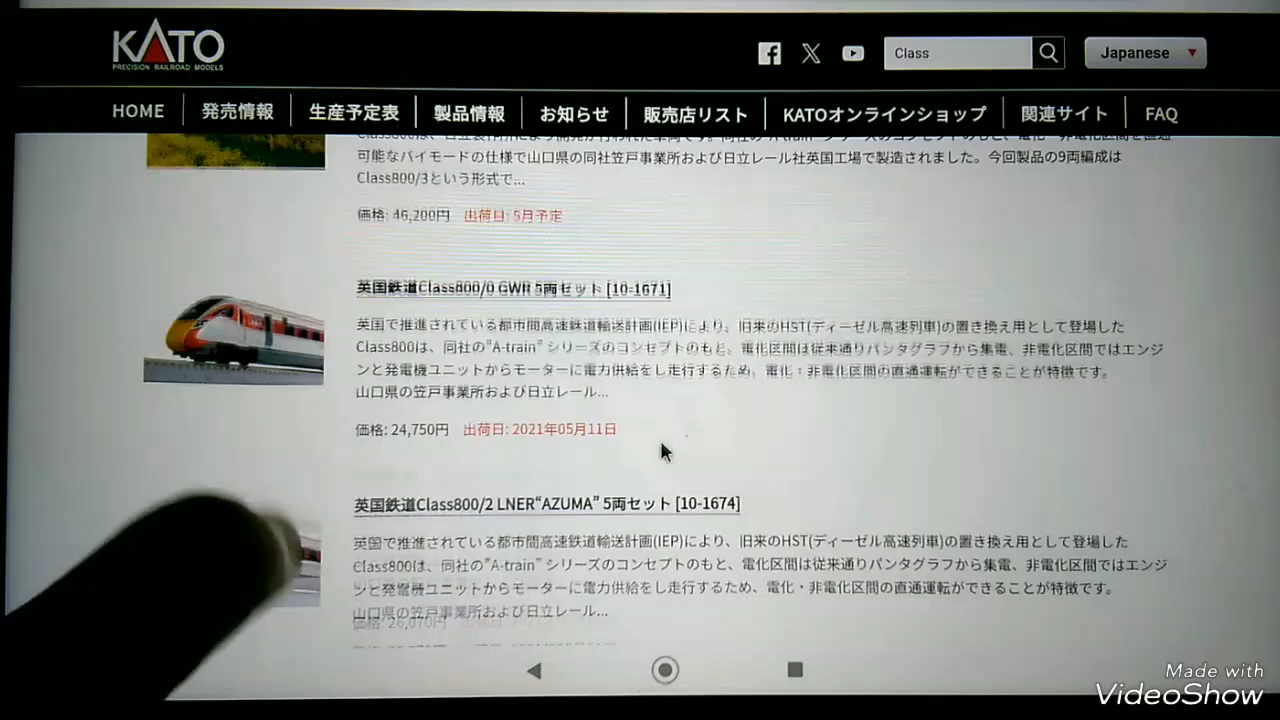 KATO
PRECISION RAILROAD MODELS
Class
Japanese
HOME 発売情報 生産予定表 製品情報 お知らせ 販売店リスト KATOオンラインショップ 関連サイト FAQ
可能なバイモードの仕様で山口県の同社笠戸事業所および日立レール社英国工場で製造されました。今回製品の9両編成は
Class800/3という形式で...
価格: 46,200円 出荷日: 5月予定
英国鉄道Class800/0 GWR 5両セット [10-1671]
英国で推進されている都市間高速鉄道輸送計画(IEP)により、旧来のHST(ディーゼル高速列車)の置き換え用として登場した
Class800は、同社の"A-train" シリーズのコンセプトのもと、電化区間は従来通りパンタグラフから集電、非電化区間ではエンジ
ンと発電機ユニットからモーターに電力供給をし走行するため、電化・非電化区間の直通運転ができることが特徴です。
山口県の笠戸事業所および日立レール...
価格: 24,750円 出荷日: 2021年05月11日
英国鉄道Class800/2 LNER“AZUMA” 5両セット [10-1674]
英国で推進されている都市間高速鉄道輸送計画(IEP)により、旧来のHST(ディーゼル高速列車)の置き換え用として登場した
Class800は、同社の"A-train" シリーズのコンセプトのもと、電化区間は従来通りパンタグラフから集電、非電化区間ではエンジ
ンと発電機ユニットからモーターに電力供給をし走行するため、電化・非電化区間の直通運転ができることが特徴です。
山口県の笠戸事業所および日立レール...
価格: 26,070円
Made with
VideoShow